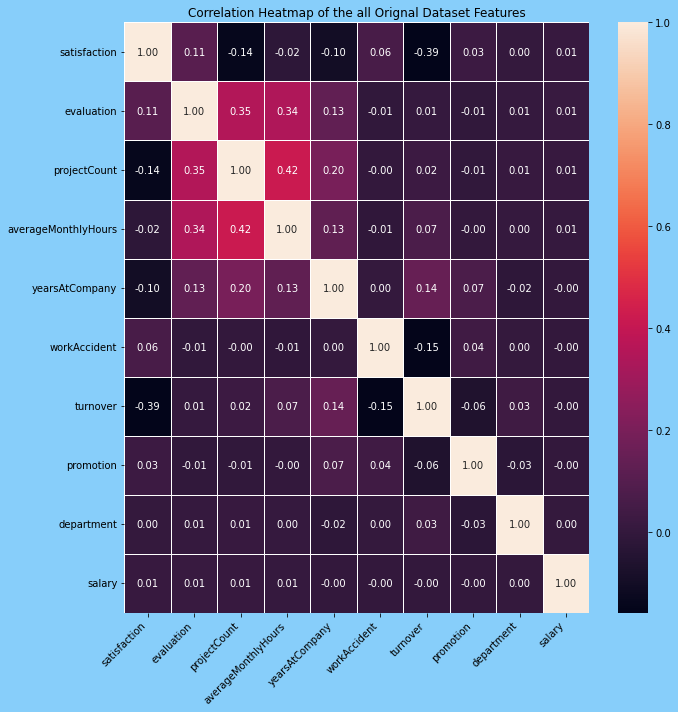 Correlation Heatmap of the all Orignal Dataset Features
satisfaction 1.00 0.11 -0.14 -0.02 -0.10 0.06 -0.39 0.03 0.00 0.01
evaluation 0.11 1.00 0.35 0.34 0.13 -0.01 0.01 -0.01 0.01 0.01
projectCount -0.14 0.35 1.00 0.42 0.20 -0.00 0.02 -0.01 0.01 0.01
averageMonthlyHours -0.02 0.34 0.42 1.00 0.13 -0.01 0.07 -0.00 0.00 0.01
yearsAtCompany -0.10 0.13 0.20 0.13 1.00 0.00 0.14 0.07 -0.02 -0.00
workAccident 0.06 -0.01 -0.00 -0.01 0.00 1.00 -0.15 0.04 0.00 -0.00
turnover -0.39 0.01 0.02 0.07 0.14 -0.15 1.00 -0.06 0.03 -0.00
promotion 0.03 -0.01 -0.01 -0.00 0.07 0.04 -0.06 1.00 -0.03 -0.00
department 0.00 0.01 0.01 0.00 -0.02 0.00 0.03 -0.03 1.00 0.00
salary 0.01 0.01 0.01 0.01 -0.00 -0.00 -0.00 -0.00 0.00 1.00
satisfaction
evaluation
projectCount
averageMonthlyHours
yearsAtCompany
workAccident
turnover
promotion
department
salary
1.0
0.8
0.6
0.4
0.2
0.0